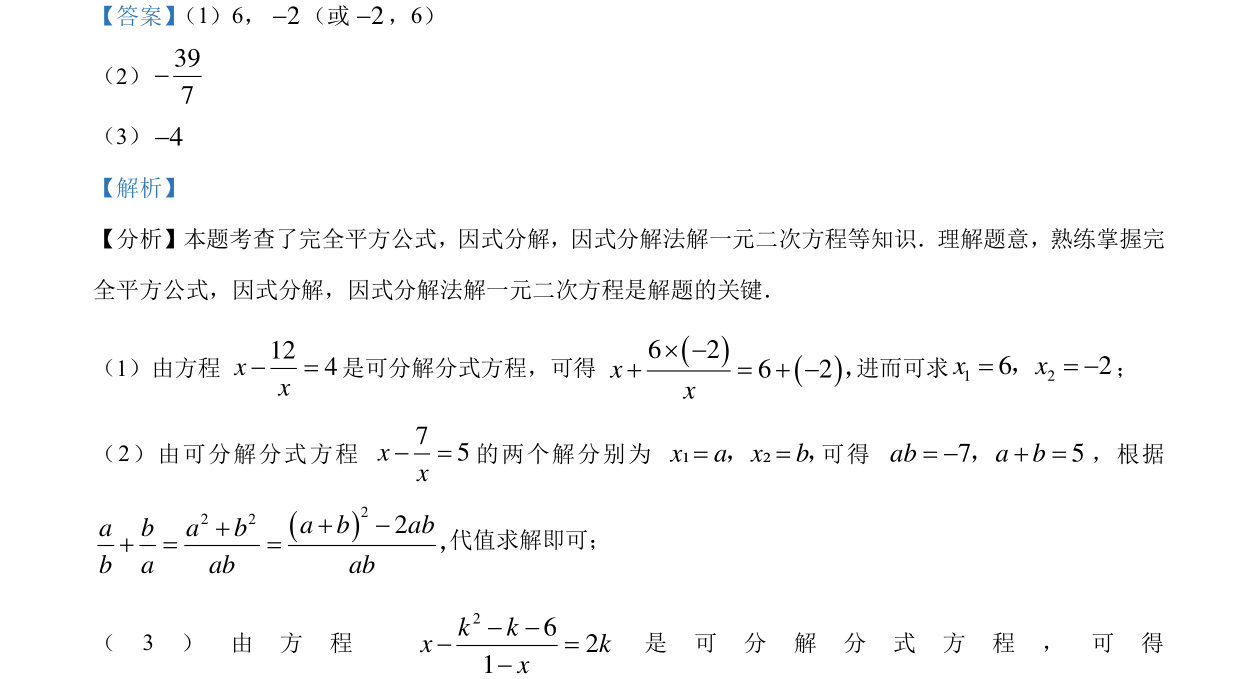 【答案】（1）6，-2（或-2，6）
（2）-39/7
（3）-4
【解析】
【分析】本题考查了完全平方公式，因式分解，因式分解法解一元二次方程等知识．理解题意，熟练掌握完
全平方公式，因式分解，因式分解法解一元二次方程是解题的关键．
（1）由方程 x-12/x=4是可分解分式方程，可得 x+6×(-2)/x=6+(-2)，进而可求x₁=6，x₂=-2；
（2）由可分解分式方程 x-7/x=5的两个解分别为 x₁=a，x₂=b，可得 ab=-7，a+b=5，根据
a/b+b/a=(a²+b²)/ab=((a+b)²-2ab)/ab，代值求解即可；
（3）由方程 x-(k²-k-6)/(1-x)=2k 是可分解分式方程，可得